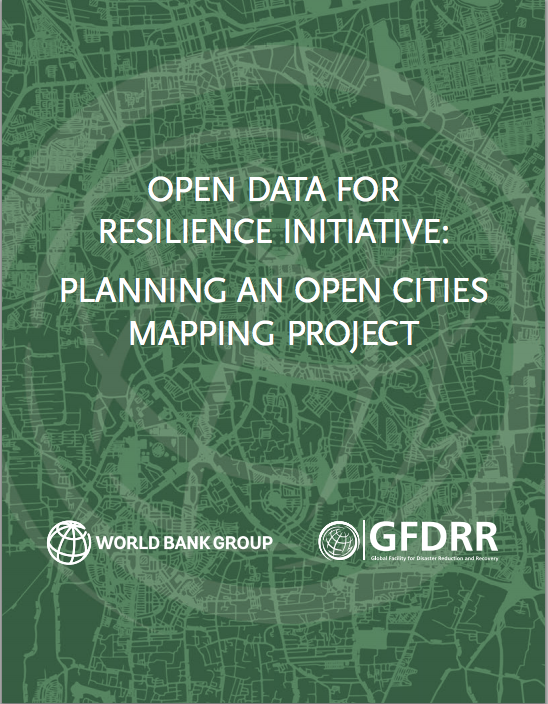 OPEN DATA FOR
RESILIENCE INITIATIVE:
PLANNING AN OPEN CITIES
MAPPING PROJECT
WORLD BANK GROUP
GFDRR
Global Facility for Disaster Reduction and Recovery